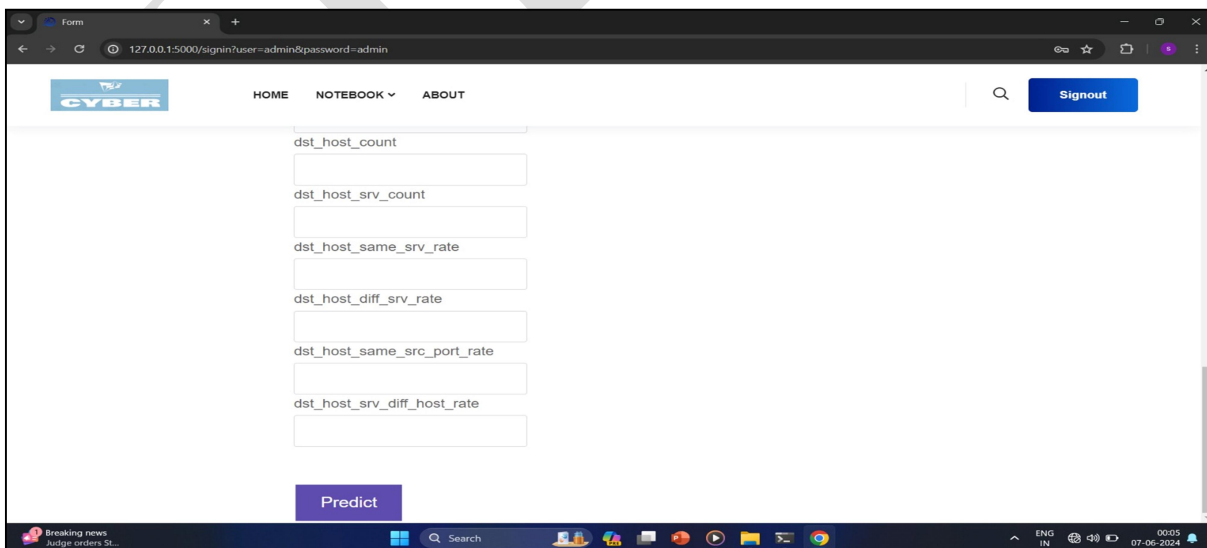 Form
127.0.0.1:5000/signin?user=admin&password=admin
CYBER
HOME NOTEBOOK ABOUT
Signout
dst_host_count
dst_host_srv_count
dst_host_same_srv_rate
dst_host_diff_srv_rate
dst_host_same_src_port_rate
dst_host_srv_diff_host_rate
Predict
1
Breaking news
Judge orders St...
Search
ENG
IN
00:05
07-06-2024